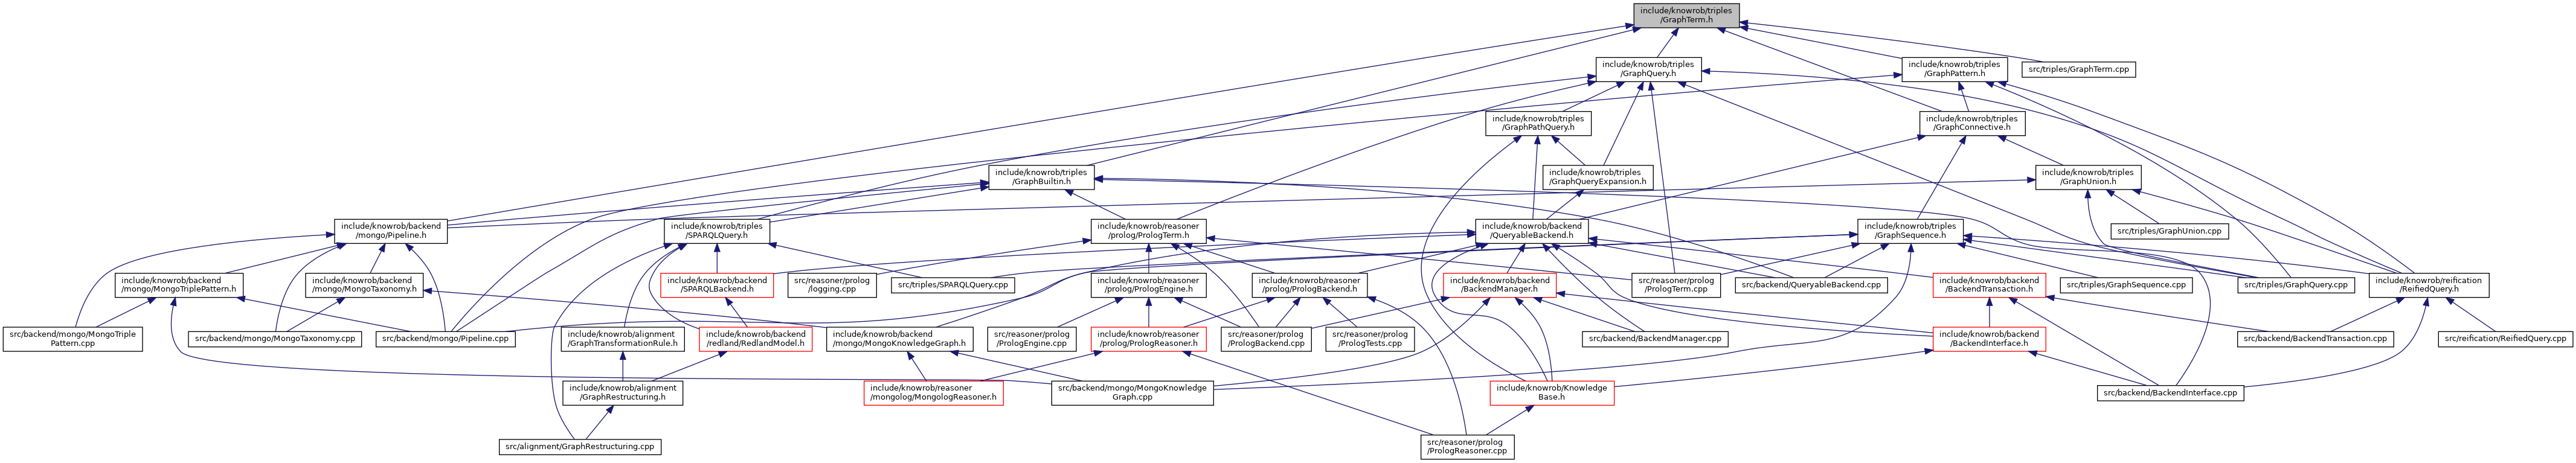 include/knowrob/triples
/GraphTerm.h
include/knowrob/triples
/GraphQuery.h
include/knowrob/triples
/GraphPattern.h
src/triples/GraphTerm.cpp
include/knowrob/triples
/GraphPathQuery.h
include/knowrob/triples
/GraphConnective.h
include/knowrob/triples
/GraphBuiltin.h
include/knowrob/triples
/GraphQueryExpansion.h
include/knowrob/triples
/GraphUnion.h
include/knowrob/backend
/mongo/Pipeline.h
include/knowrob/triples
/SPARQLQuery.h
include/knowrob/reasoner
/prolog/PrologTerm.h
include/knowrob/backend
/QueryableBackend.h
include/knowrob/triples
/GraphSequence.h
src/triples/GraphUnion.cpp
include/knowrob/backend
/mongo/MongoTriplePattern.h
include/knowrob/backend
/mongo/MongoTaxonomy.h
include/knowrob/backend
/SPARQLBackend.h
src/reasoner/prolog
/logging.cpp
src/triples/SPARQLQuery.cpp
include/knowrob/reasoner
/prolog/PrologEngine.h
include/knowrob/reasoner
/prolog/PrologBackend.h
include/knowrob/backend
/BackendManager.h
src/reasoner/prolog
/PrologTerm.cpp
src/backend/QueryableBackend.cpp
include/knowrob/backend
/BackendTransaction.h
src/triples/GraphSequence.cpp
src/triples/GraphQuery.cpp
include/knowrob/reification
/ReifiedQuery.h
src/backend/mongo/MongoTriple
Pattern.cpp
src/backend/mongo/MongoTaxonomy.cpp
src/backend/mongo/Pipeline.cpp
include/knowrob/alignment
/GraphTransformationRule.h
include/knowrob/backend
/redland/RedlandModel.h
include/knowrob/backend
/mongo/MongoKnowledgeGraph.h
src/reasoner/prolog
/PrologEngine.cpp
include/knowrob/reasoner
/prolog/PrologReasoner.h
src/reasoner/prolog
/PrologBackend.cpp
src/reasoner/prolog
/PrologTests.cpp
src/backend/BackendManager.cpp
include/knowrob/backend
/BackendInterface.h
src/backend/BackendTransaction.cpp
src/reification/ReifiedQuery.cpp
include/knowrob/alignment
/GraphRestructuring.h
include/knowrob/reasoner
/mongolog/MongologReasoner.h
src/backend/mongo/MongoKnowledge
Graph.cpp
include/knowrob/Knowledge
Base.h
src/backend/BackendInterface.cpp
src/alignment/GraphRestructuring.cpp
src/reasoner/prolog
/PrologReasoner.cpp